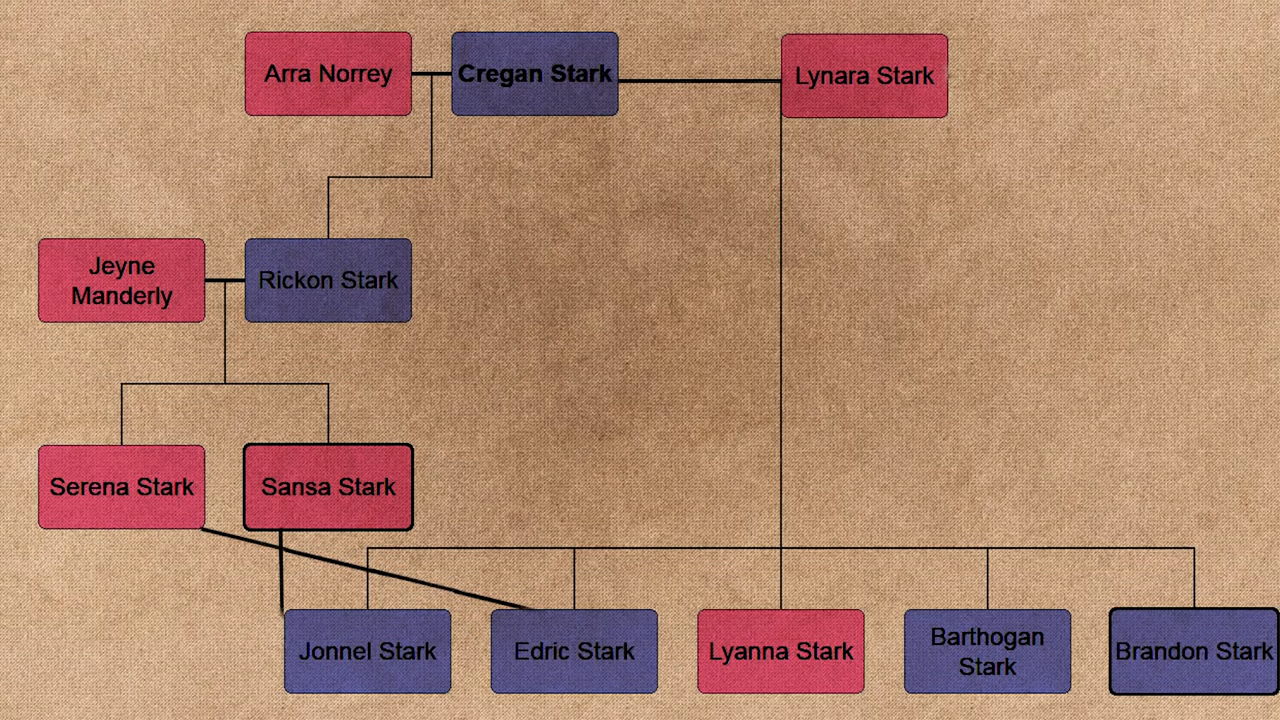 Arra Norrey
Cregan Stark
Lynara Stark
Jeyne
Manderly
Rickon Stark
Serena Stark
Sansa Stark
Jonnel Stark
Edric Stark
Lyanna Stark
Barthogan
Stark
Brandon Stark